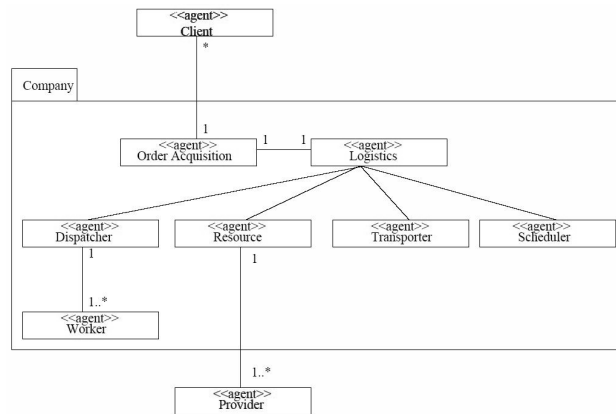 <<agent>>
Client
*
Company
1
<<agent>>
Order Acquisition
1
1
<<agent>>
Logistics
<<agent>>
Dispatcher
<<agent>>
Resource
<<agent>>
Transporter
<<agent>>
Scheduler
1
1
1..*
<<agent>>
Worker
1..*
<<agent>>
Provider